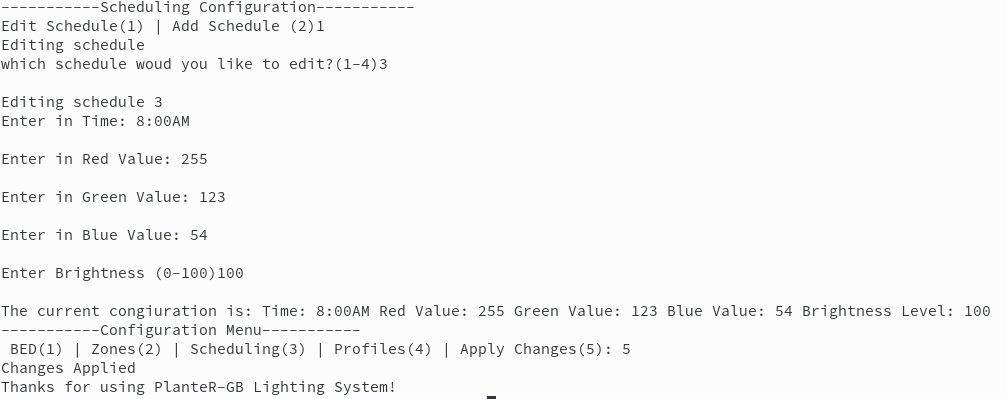 -----------Scheduling Configuration-----------
Edit Schedule(1) | Add Schedule (2)1
Editing schedule
which schedule woud you like to edit?(1-4)3
Editing schedule 3
Enter in Time: 8:00AM
Enter in Red Value: 255
Enter in Green Value: 123
Enter in Blue Value: 54
Enter Brightness (0-100)100
The current congiuration is: Time: 8:00AM Red Value: 255 Green Value: 123 Blue Value: 54 Brightness Level: 100
-----------Configuration Menu-----------
 BED(1) | Zones(2) | Scheduling(3) | Profiles(4) | Apply Changes(5): 5
Changes Applied
Thanks for using PlanteR-GB Lighting System!